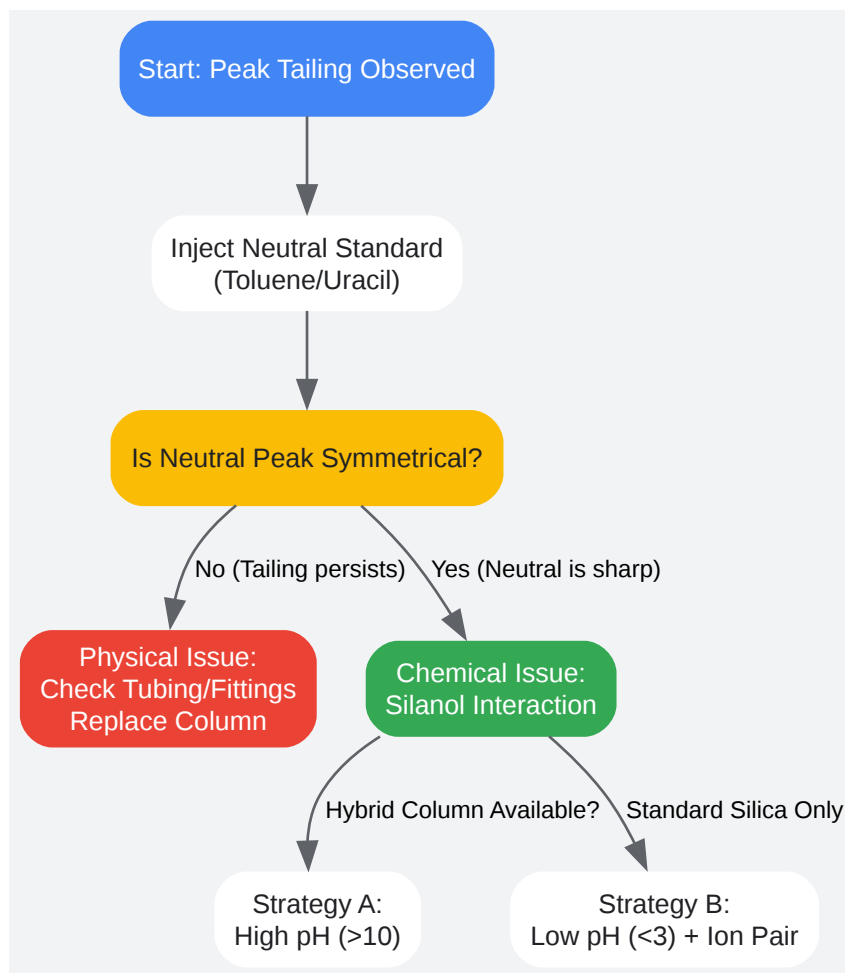 Start: Peak Tailing Observed
Inject Neutral Standard
(Toluene/Uracil)
Is Neutral Peak Symmetrical?
No (Tailing persists)
Yes (Neutral is sharp)
Physical Issue:
Check Tubing/Fittings
Replace Column
Chemical Issue:
Silanol Interaction
Hybrid Column Available?
Standard Silica Only
Strategy A:
High pH (>10)
Strategy B:
Low pH (<3) + Ion Pair